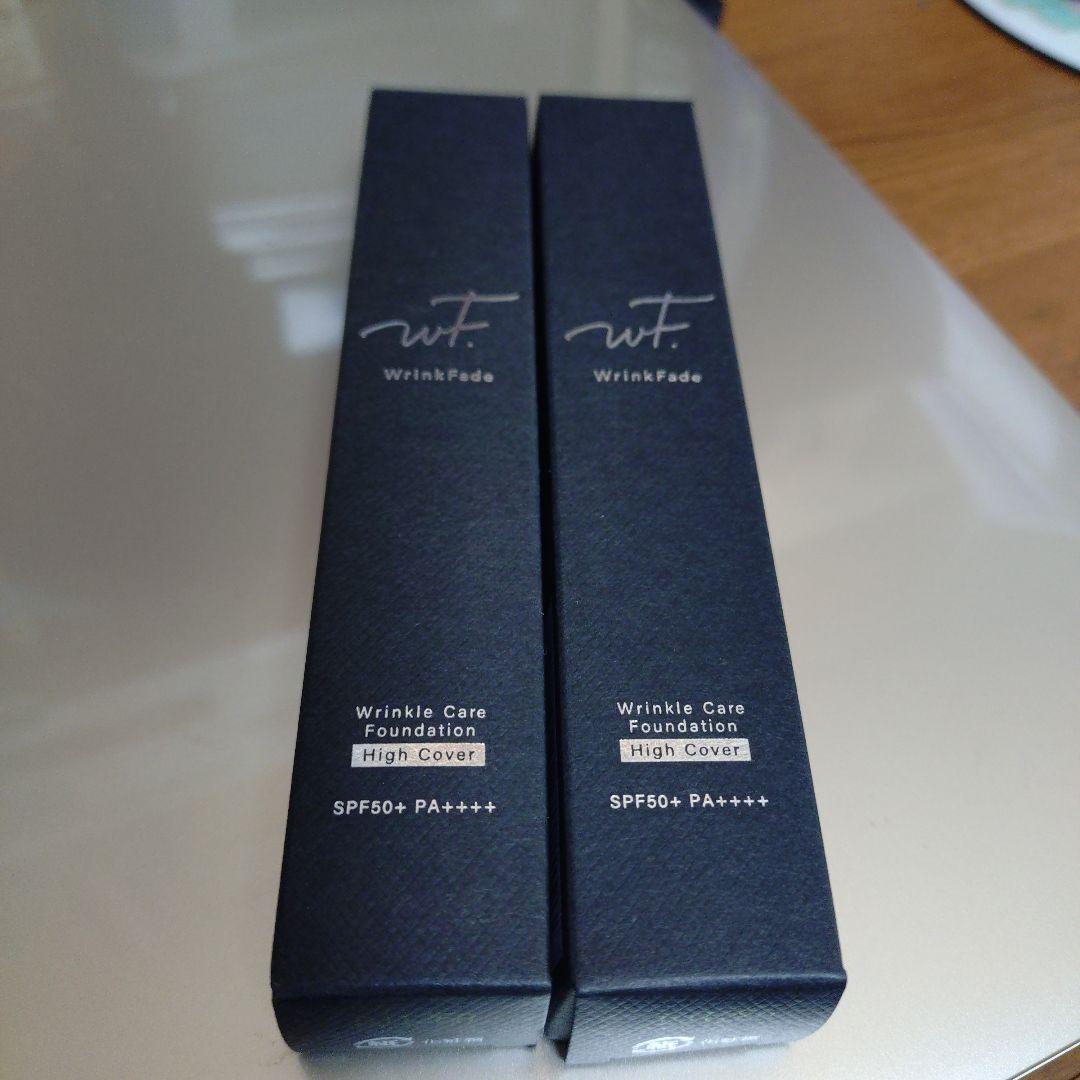 wF.
WrinkFade
Wrinkle Care
Foundation
High Cover
SPF50+ PA++++
wF.
WrinkFade
Wrinkle Care
Foundation
High Cover
SPF50+ PA++++